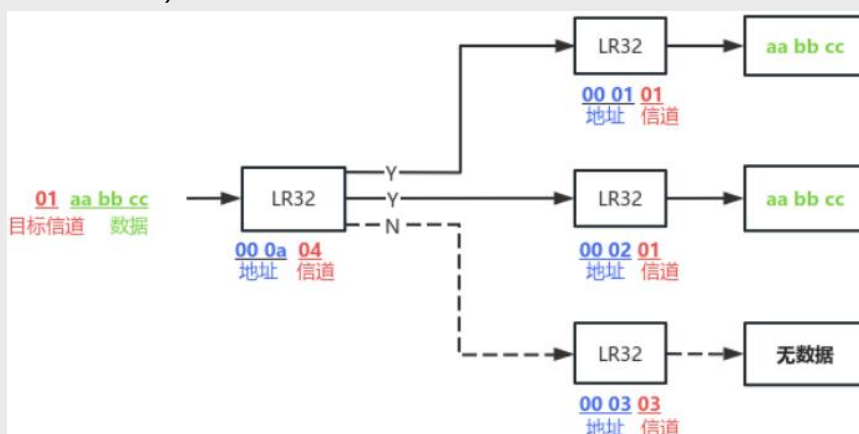 LR32
aa bb cc
00 01 01
地址 信道
Y
01 aa bb cc
目标信道 数据
LR32
Y
LR32
aa bb cc
N
00 0a 04
地址 信道
00 02 01
地址 信道
LR32
无数据
00 03 03
地址 信道